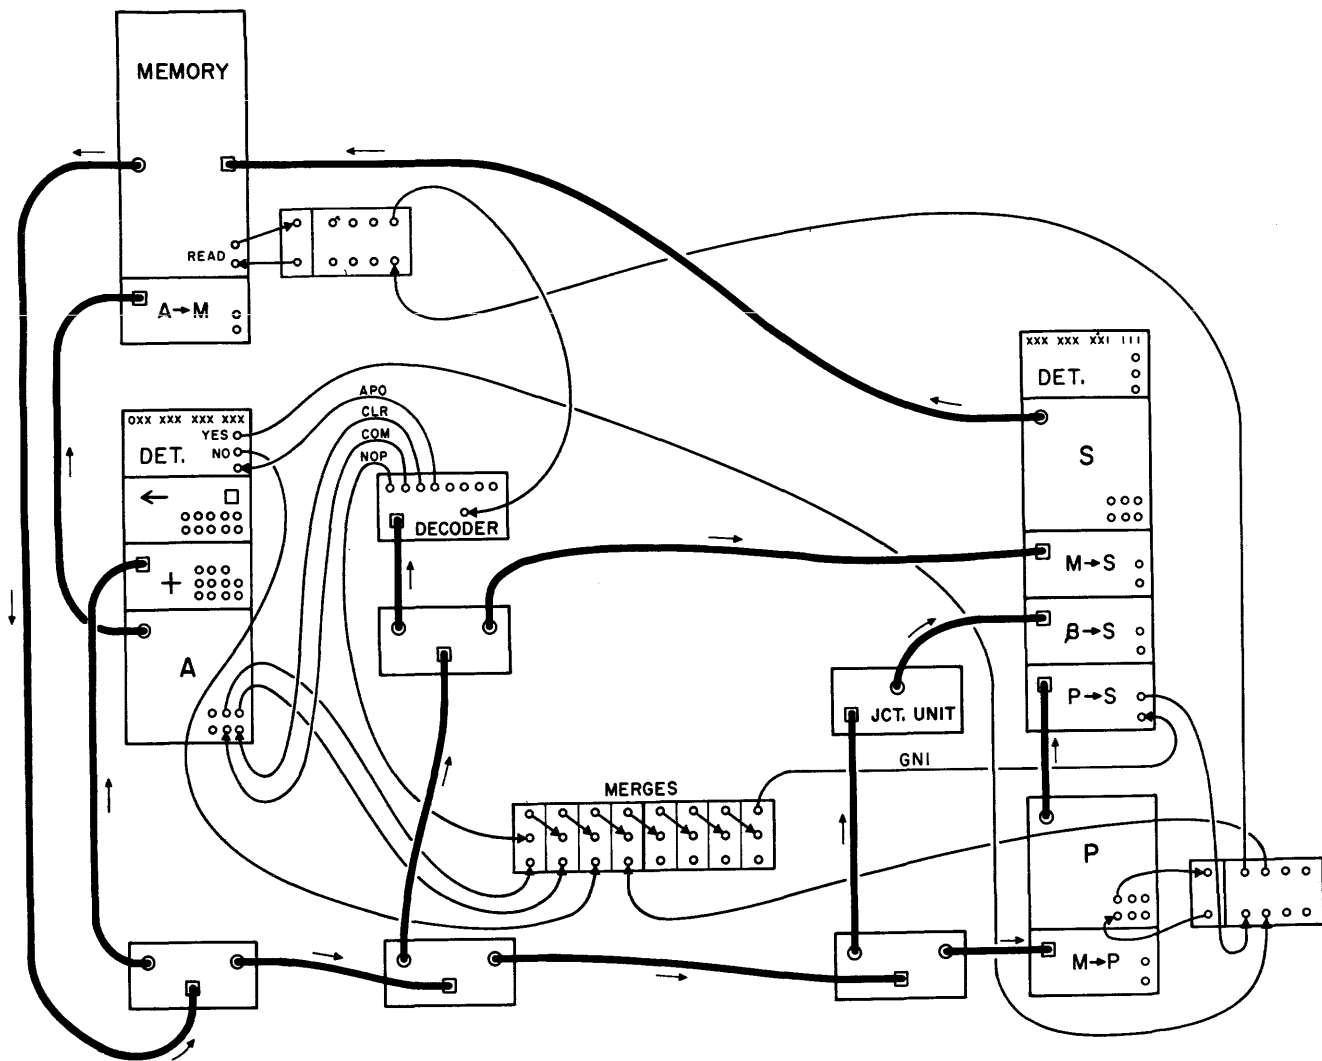 MEMORY
READ
A→M
XXX XXX XX1 111
DET.
S
M→S
β→S
P→S
0XX XXX XXX XXX
YES
NO
DET.
←
+
A
APO
CLR
COM
NOP
DECODER
JCT. UNIT
GNI
MERGES
P
M→P